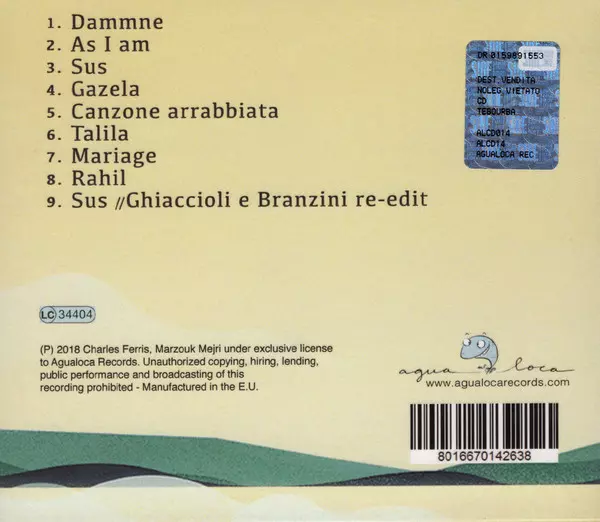 1. Dammne
2. As I am
3. Sus
4. Gazela
5. Canzone arrabbiata
6. Talila
7. Mariage
8. Rahil
9. Sus //Ghiaccioli e Branzini re-edit
DR 0159891553
DEST.VENDITA
NOLEG.VIETATO
CD
TEBOURBA
ALCD014
ALCD14
AGUALOCA REC
LC 34404
(P) 2018 Charles Ferris, Marzouk Mejri under exclusive license
to Agualoca Records. Unauthorized copying, hiring, lending,
public performance and broadcasting of this
recording prohibited - Manufactured in the E.U.
agua loca
www.agualocarecords.com
8016670142638